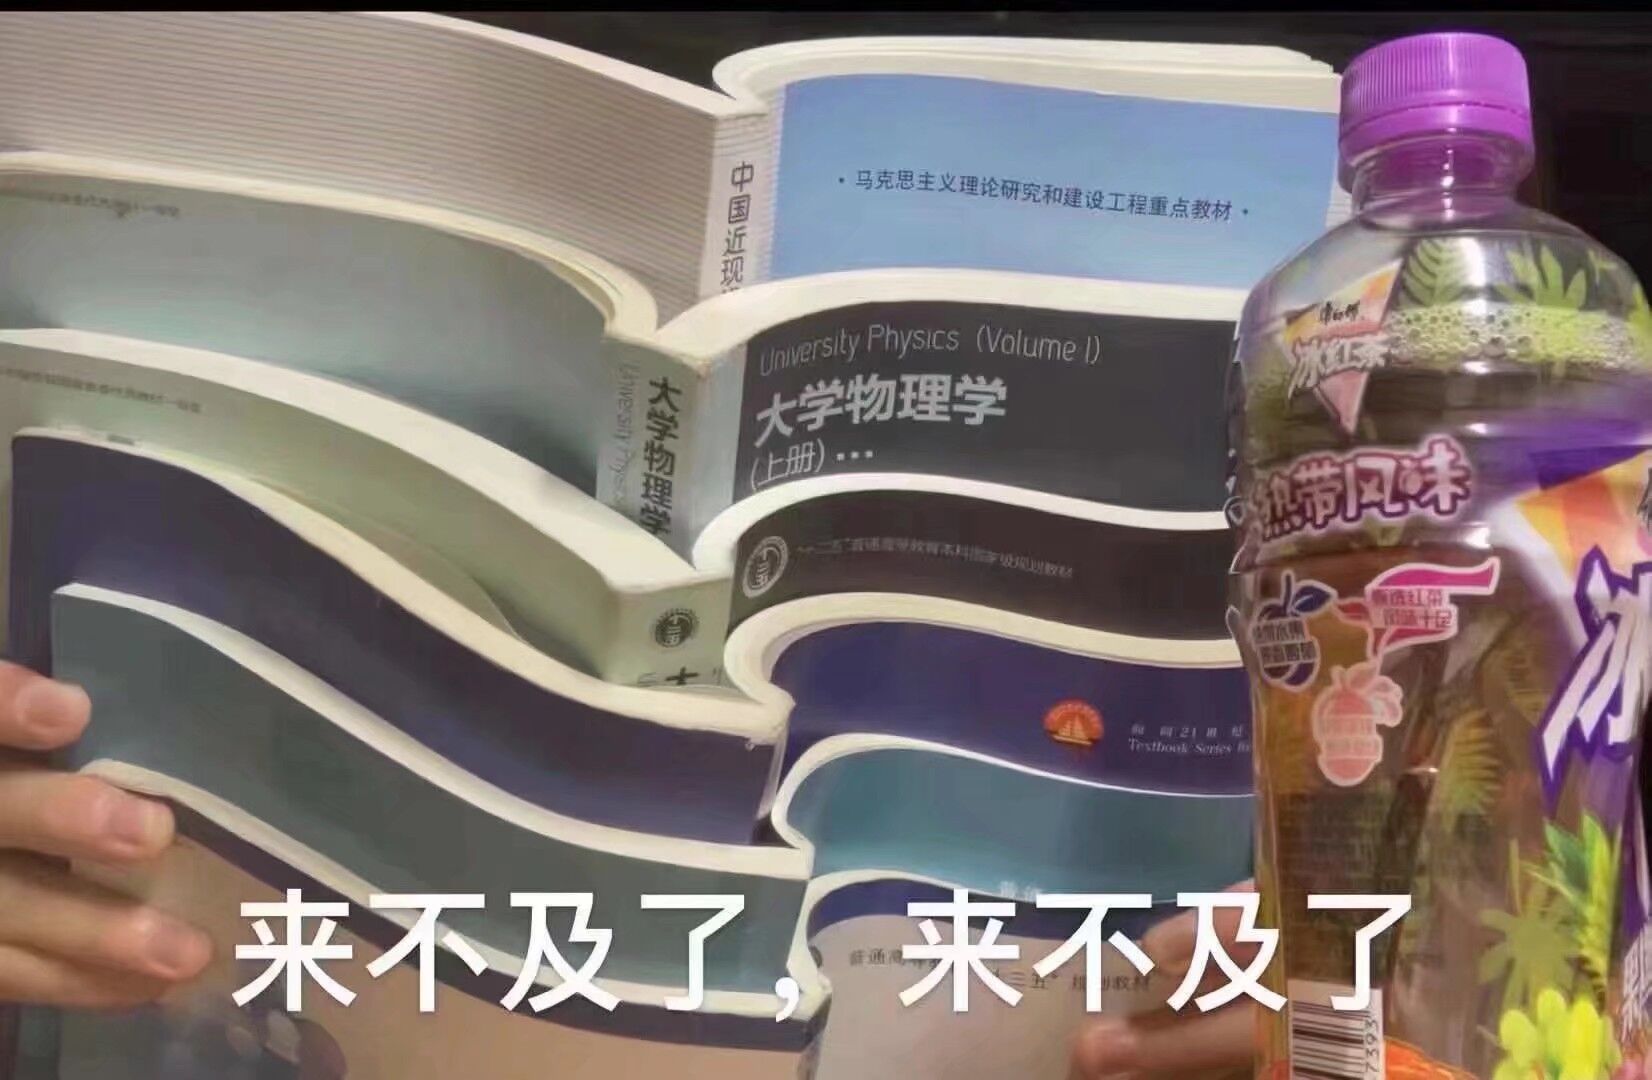 中国近现
·马克思主义理论研究和建设工程重点教材·
University Physics (Volume I)
大学物理学
(上册)
大学物理学
University Physics
"十二五"普通高等教育本科国家级规划教材
面向21世纪
Textbook Series
普通高
十三五"规划教材
冰红茶
热带风味
冰
7393
来不及了，来不及了